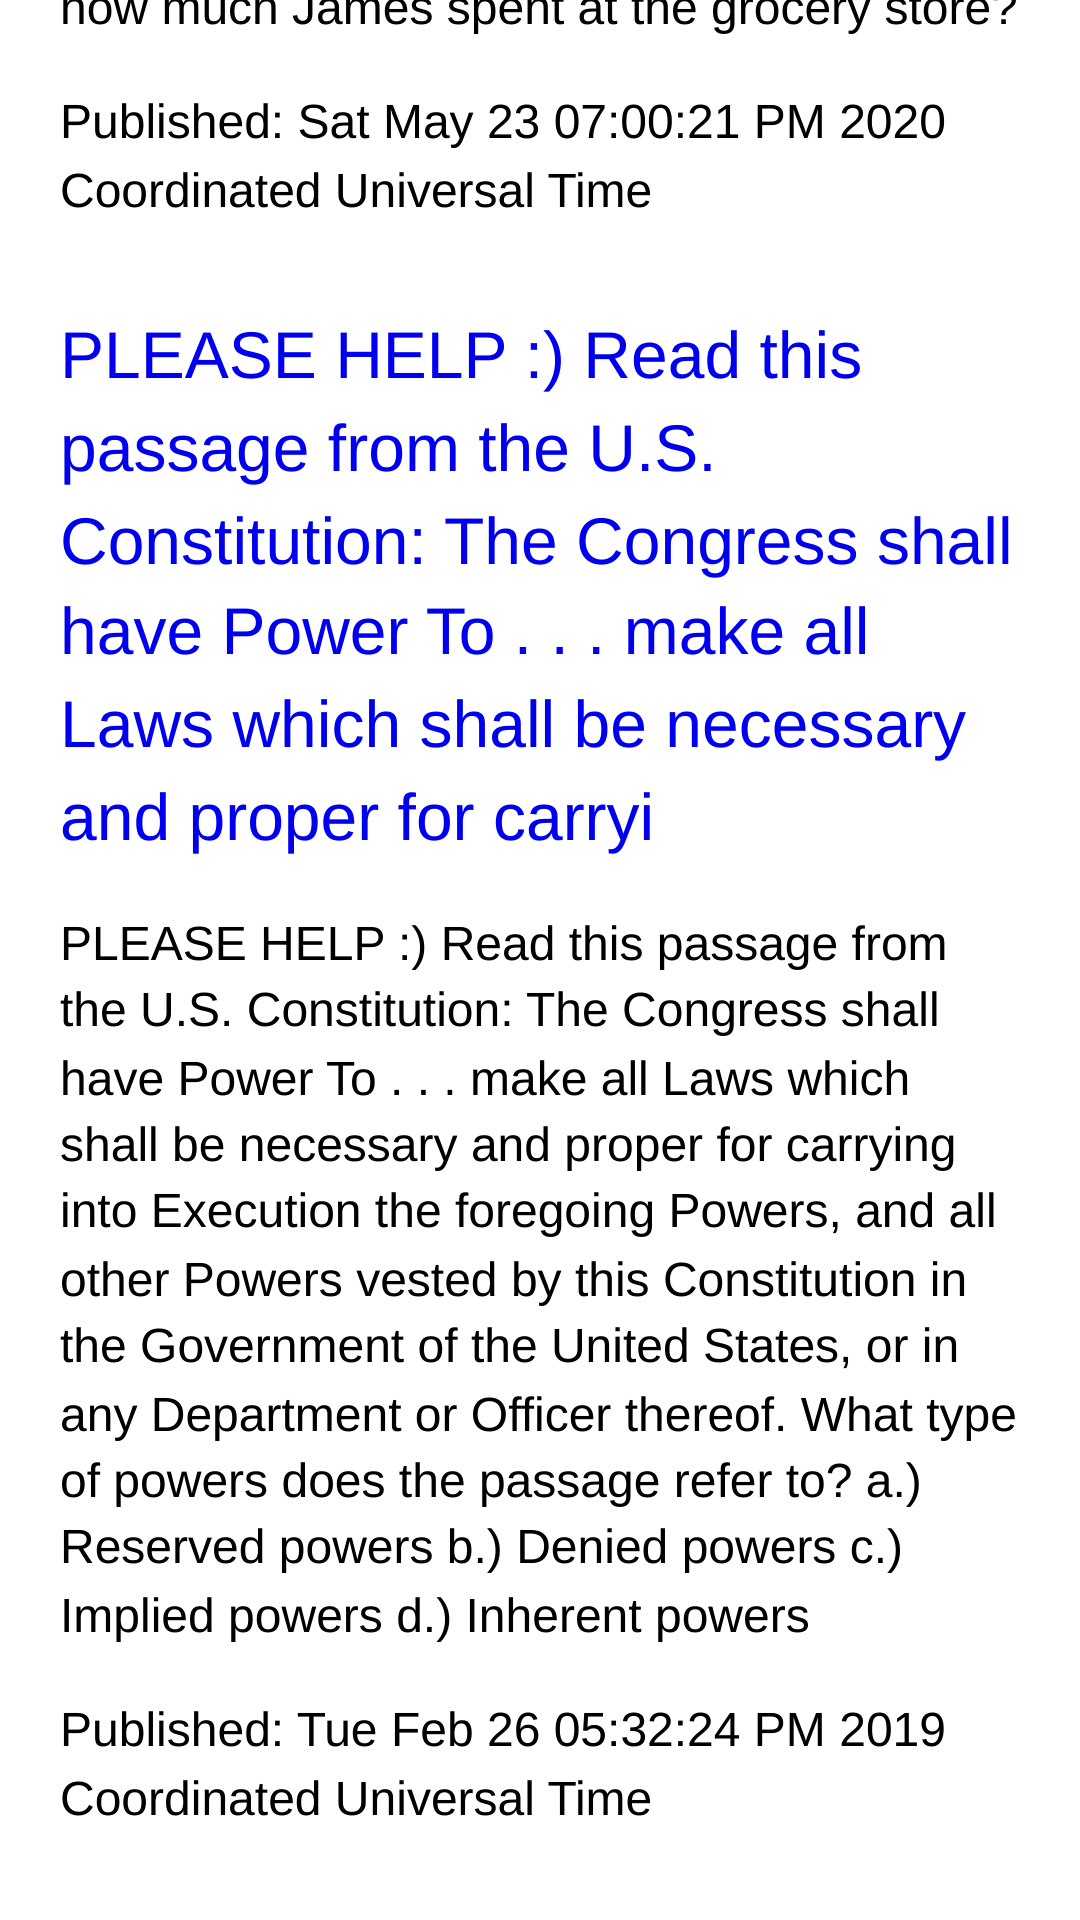 how much James spent at the grocery store?
Published: Sat May 23 07:00:21 PM 2020
Coordinated Universal Time
PLEASE HELP :) Read this
passage from the U.S.
Constitution: The Congress shall
have Power To . . . make all
Laws which shall be necessary
and proper for carryi
PLEASE HELP :) Read this passage from
the U.S. Constitution: The Congress shall
have Power To . . . make all Laws which
shall be necessary and proper for carrying
into Execution the foregoing Powers, and all
other Powers vested by this Constitution in
the Government of the United States, or in
any Department or Officer thereof. What type
of powers does the passage refer to? a.)
Reserved powers b.) Denied powers c.)
Implied powers d.) Inherent powers
Published: Tue Feb 26 05:32:24 PM 2019
Coordinated Universal Time